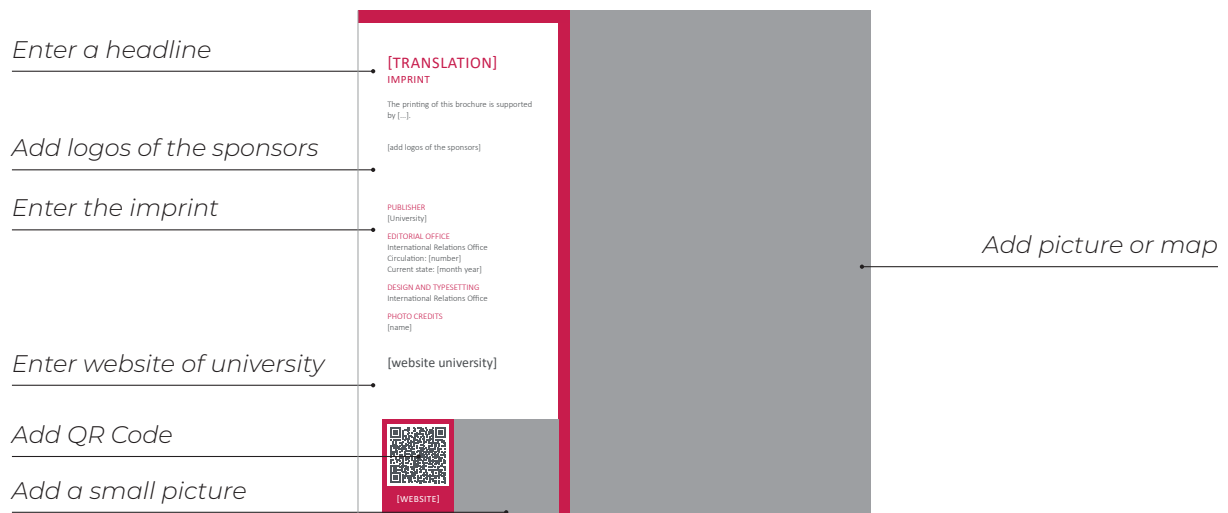 Enter a headline
Add logos of the sponsors
Enter the imprint
Enter website of university
Add QR Code
Add a small picture
[TRANSLATION]
IMPRINT
The printing of this brochure is supported
by [...].
[add logos of the sponsors]
PUBLISHER
[University]
EDITORIAL OFFICE
International Relations Office
Circulation: [number]
Current state: [month year]
DESIGN AND TYPESETTING
International Relations Office
PHOTO CREDITS
[name]
[website university]
[WEBSITE]
Add picture or map